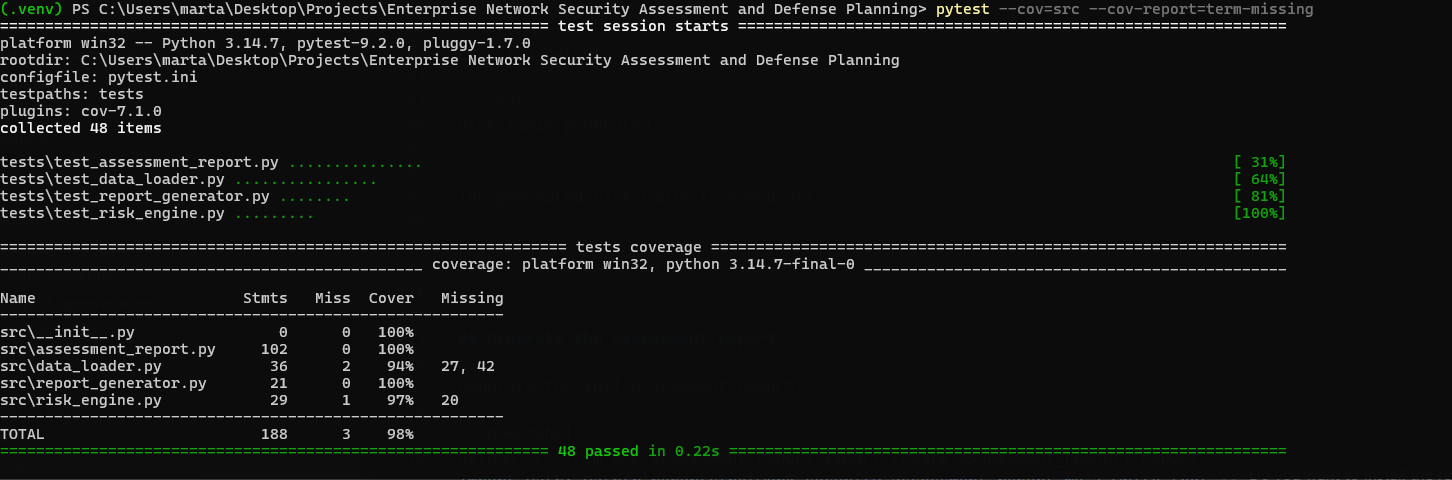 (.venv) PS C:\Users\marta\Desktop\Projects\Enterprise Network Security Assessment and Defense Planning> pytest --cov=src --cov-report=term-missing
============================================================= test session starts =============================================================
platform win32 -- Python 3.14.7, pytest-9.2.0, pluggy-1.7.0
rootdir: C:\Users\marta\Desktop\Projects\Enterprise Network Security Assessment and Defense Planning
configfile: pytest.ini
testpaths: tests
plugins: cov-7.1.0
collected 48 items
tests\test_assessment_report.py ............... [ 31%]
tests\test_data_loader.py ................ [ 64%]
tests\test_report_generator.py ........ [ 81%]
tests\test_risk_engine.py ......... [100%]
=============================================================== tests coverage ================================================================
_______________________________________________ coverage: platform win32, python 3.14.7-final-0 _______________________________________________
Name Stmts Miss Cover Missing
--------------------------------------------------------
src\__init__.py 0 0 100%
src\assessment_report.py 102 0 100%
src\data_loader.py 36 2 94% 27, 42
src\report_generator.py 21 0 100%
src\risk_engine.py 29 1 97% 20
--------------------------------------------------------
TOTAL 188 3 98%
============================================================= 48 passed in 0.22s ==============================================================